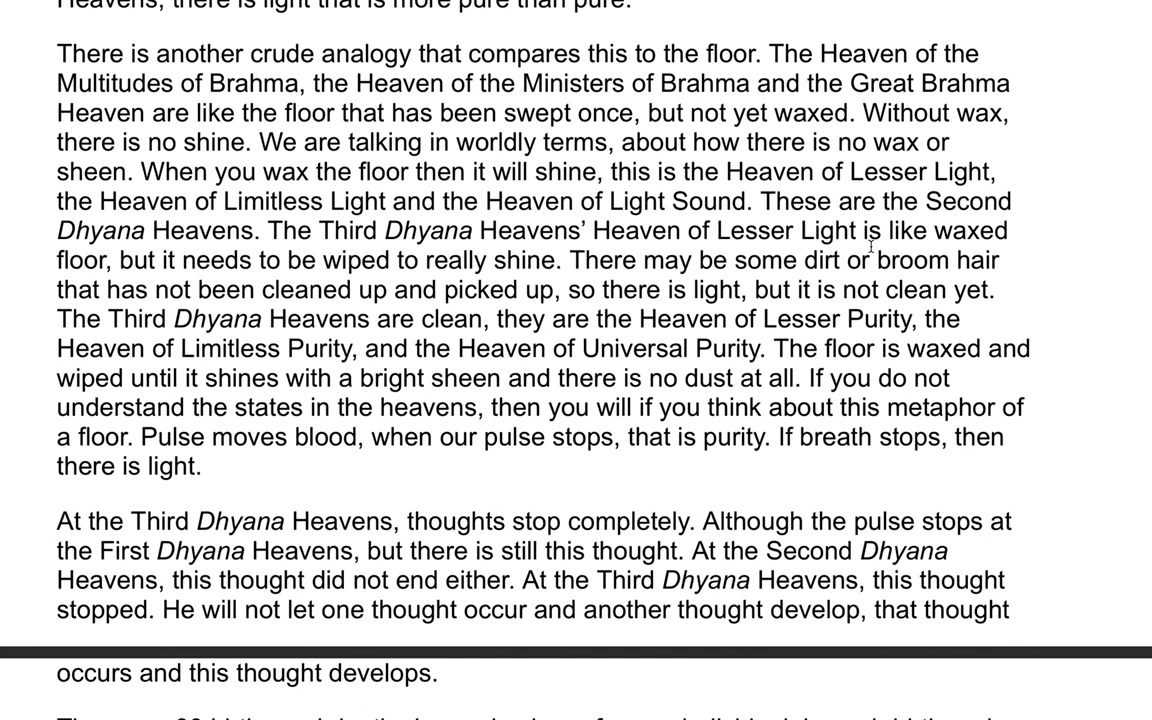 Heavens, there is light that is more pure than pure.
There is another crude analogy that compares this to the floor. The Heaven of the
Multitudes of Brahma, the Heaven of the Ministers of Brahma and the Great Brahma
Heaven are like the floor that has been swept once, but not yet waxed. Without wax,
there is no shine. We are talking in worldly terms, about how there is no wax or
sheen. When you wax the floor then it will shine, this is the Heaven of Lesser Light,
the Heaven of Limitless Light and the Heaven of Light Sound. These are the Second
Dhyana Heavens. The Third Dhyana Heavens’ Heaven of Lesser Light is like waxed
floor, but it needs to be wiped to really shine. There may be some dirt or broom hair
that has not been cleaned up and picked up, so there is light, but it is not clean yet.
The Third Dhyana Heavens are clean, they are the Heaven of Lesser Purity, the
Heaven of Limitless Purity, and the Heaven of Universal Purity. The floor is waxed and
wiped until it shines with a bright sheen and there is no dust at all. If you do not
understand the states in the heavens, then you will if you think about this metaphor of
a floor. Pulse moves blood, when our pulse stops, that is purity. If breath stops, then
there is light.
At the Third Dhyana Heavens, thoughts stop completely. Although the pulse stops at
the First Dhyana Heavens, but there is still this thought. At the Second Dhyana
Heavens, this thought did not end either. At the Third Dhyana Heavens, this thought
stopped. He will not let one thought occur and another thought develop, that thought
occurs and this thought develops.